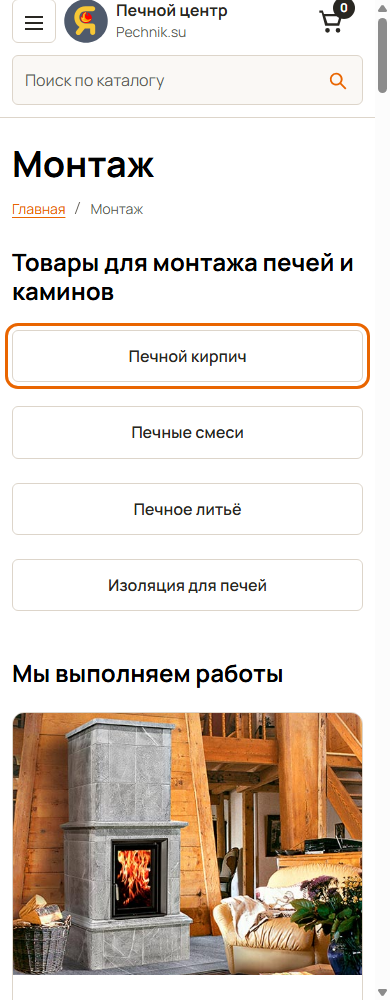 Печной центр
Pechnik.su
0
Поиск по каталогу
Монтаж
Главная / Монтаж
Товары для монтажа печей и
каминов
Печной кирпич
Печные смеси
Печное литьё
Изоляция для печей
Мы выполняем работы